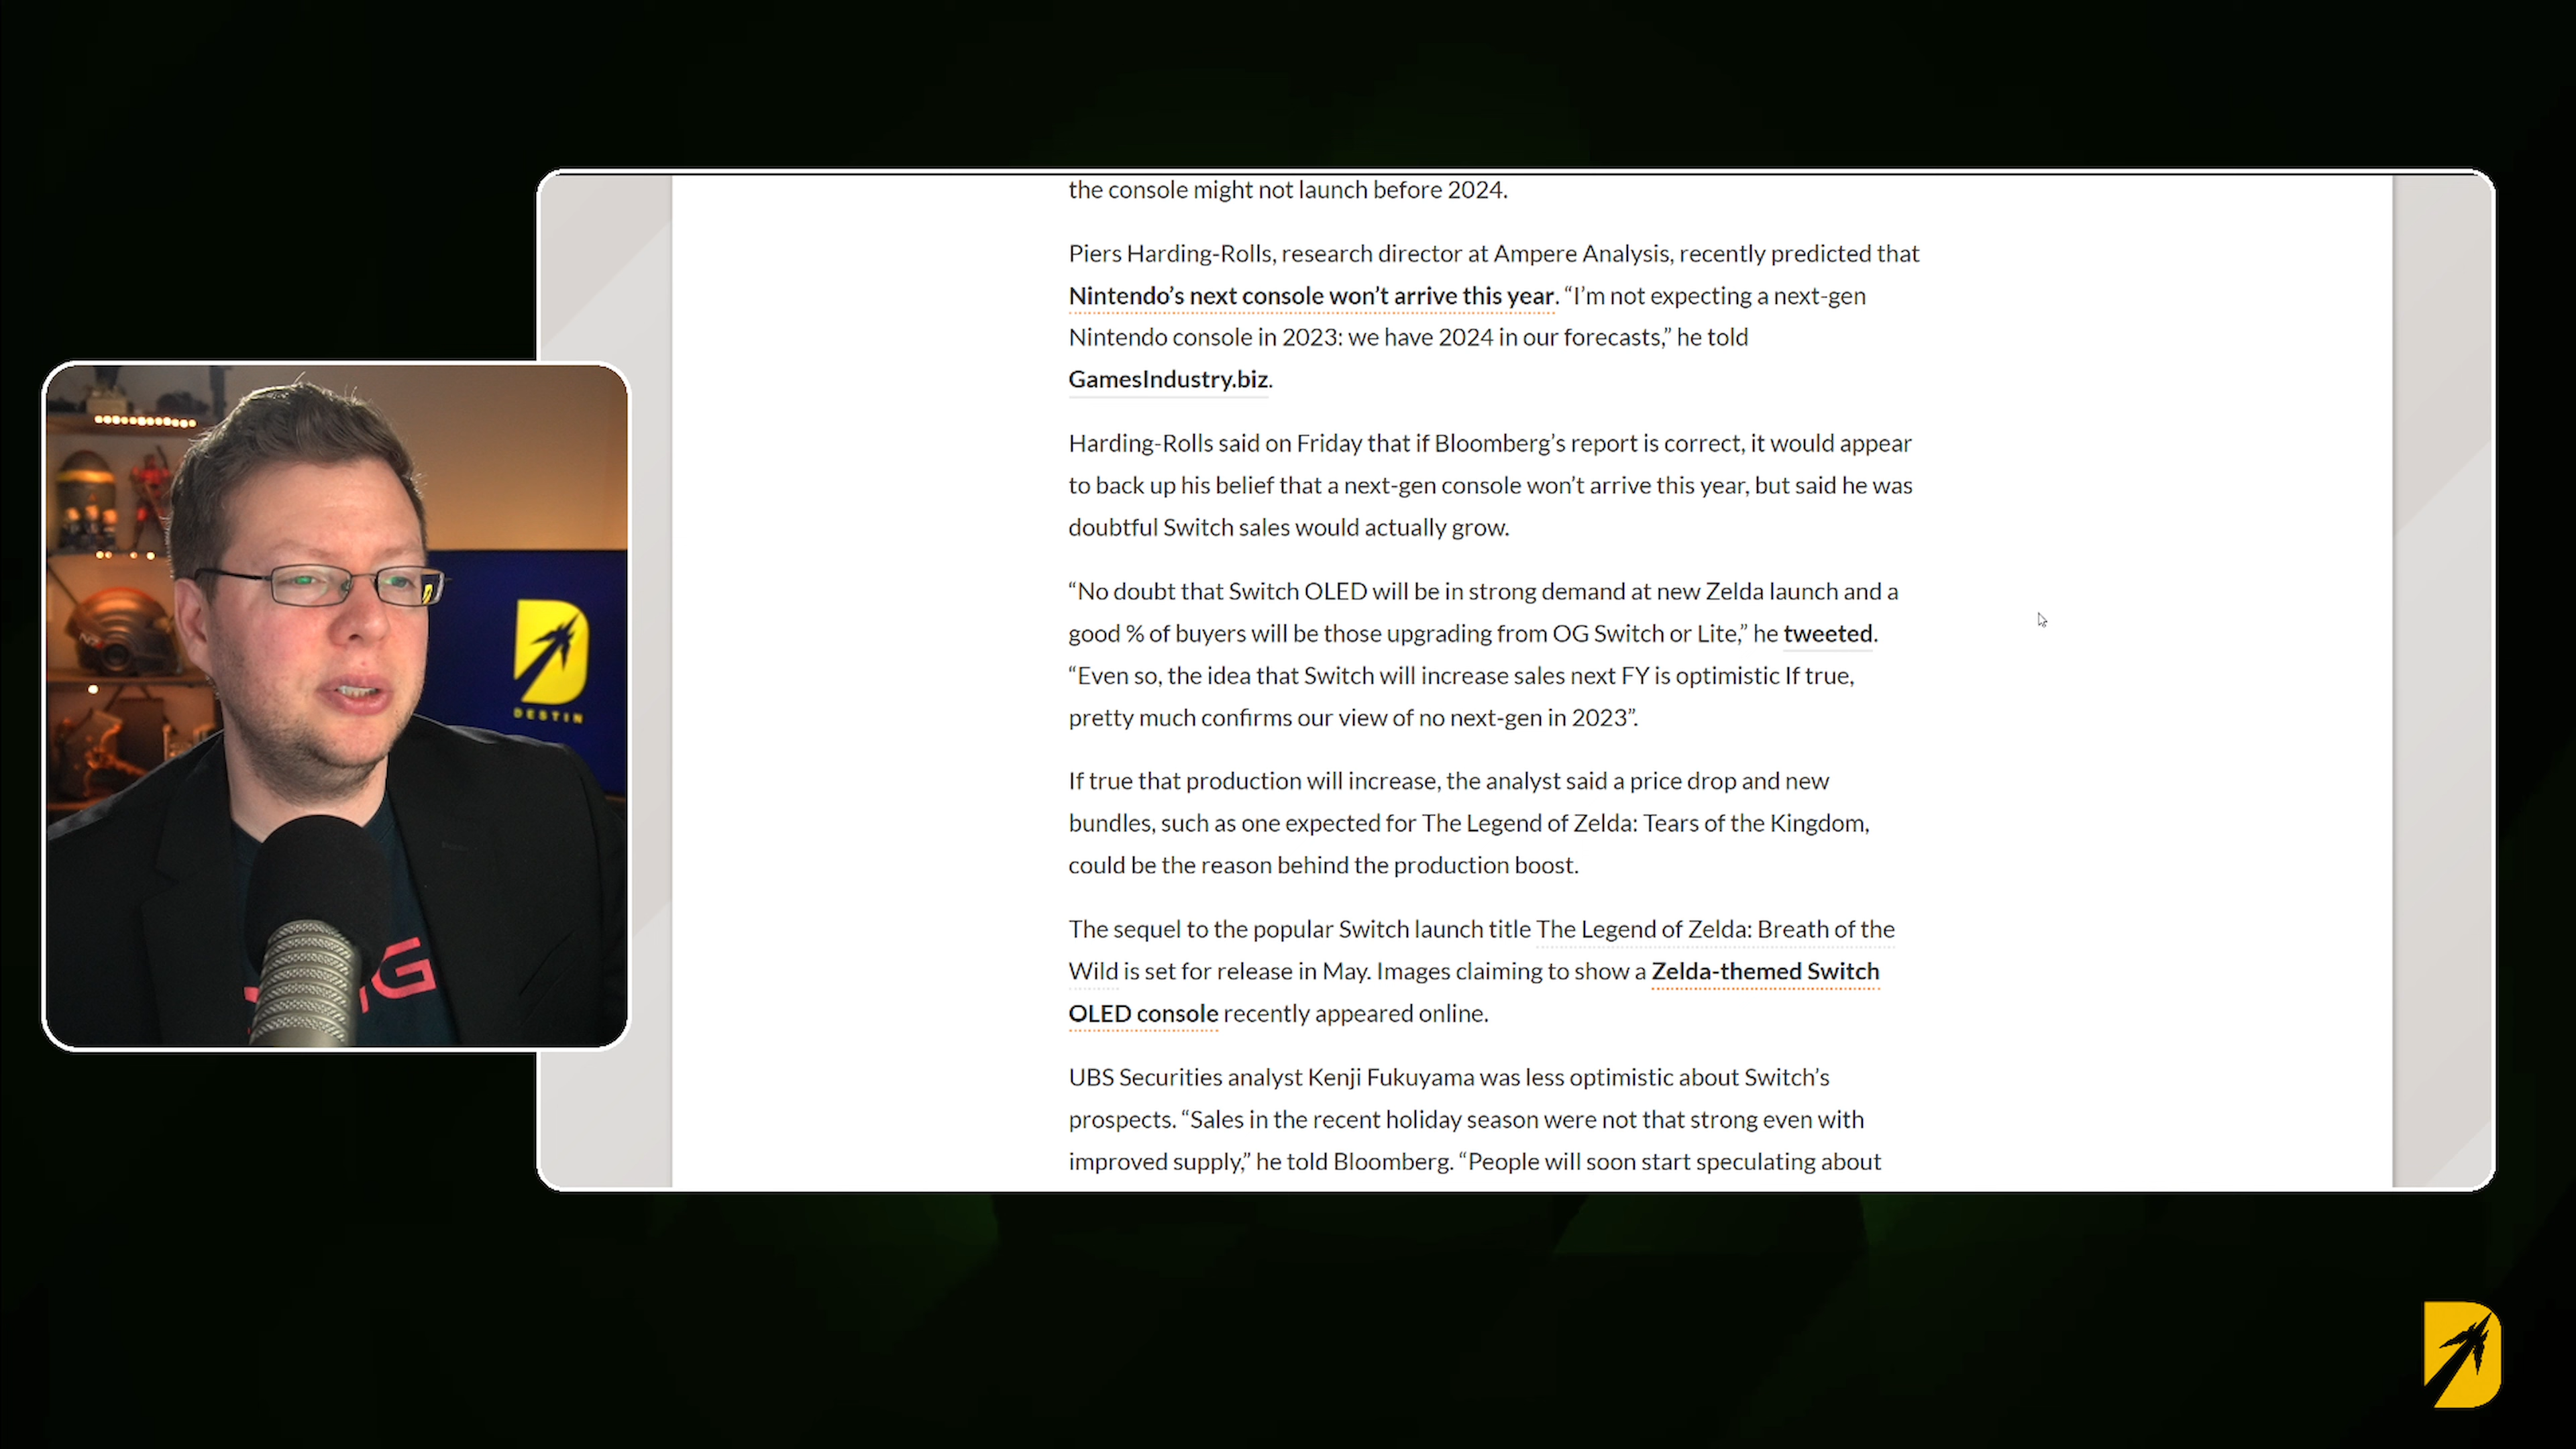 the console might not launch before 2024.
Piers Harding-Rolls, research director at Ampere Analysis, recently predicted that
Nintendo’s next console won’t arrive this year. “I’m not expecting a next-gen
Nintendo console in 2023: we have 2024 in our forecasts,” he told
GamesIndustry.biz.
Harding-Rolls said on Friday that if Bloomberg’s report is correct, it would appear
to back up his belief that a next-gen console won’t arrive this year, but said he was
doubtful Switch sales would actually grow.
“No doubt that Switch OLED will be in strong demand at new Zelda launch and a
good % of buyers will be those upgrading from OG Switch or Lite,” he tweeted.
“Even so, the idea that Switch will increase sales next FY is optimistic If true,
pretty much confirms our view of no next-gen in 2023”.
If true that production will increase, the analyst said a price drop and new
bundles, such as one expected for The Legend of Zelda: Tears of the Kingdom,
could be the reason behind the production boost.
The sequel to the popular Switch launch title The Legend of Zelda: Breath of the
Wild is set for release in May. Images claiming to show a Zelda-themed Switch
OLED console recently appeared online.
UBS Securities analyst Kenji Fukuyama was less optimistic about Switch’s
prospects. “Sales in the recent holiday season were not that strong even with
improved supply,” he told Bloomberg. “People will soon start speculating about
D
DESTIN
D